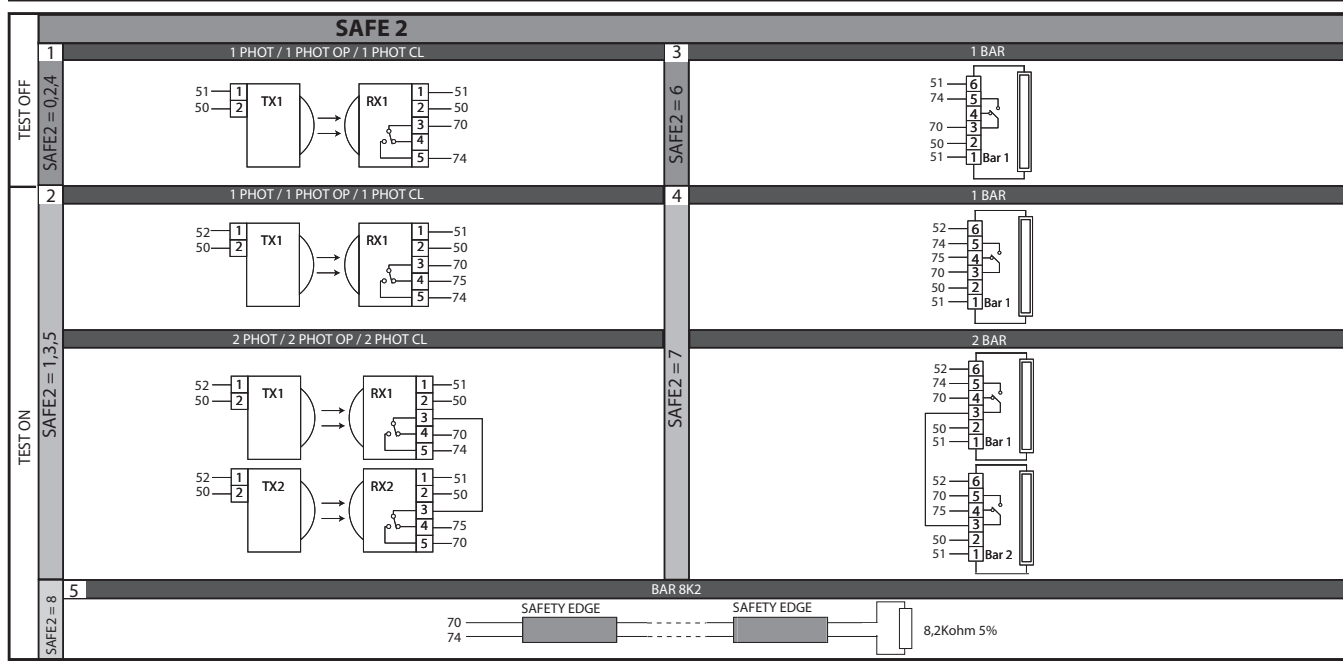 SAFE 2
TEST OFF
1
SAFE2 = 0,2,4
1 PHOT / 1 PHOT OP / 1 PHOT CL
51 1
50 2
TX1
RX1
1 51
2 50
3 70
4
5 74
3
SAFE2 = 6
1 BAR
51 6
74 5
4
70 3
50 2
51 1 Bar 1
TEST ON
2
SAFE2 = 1,3,5
1 PHOT / 1 PHOT OP / 1 PHOT CL
52 1
50 2
TX1
RX1
1 51
2 50
3 70
4 75
5 74
2 PHOT / 2 PHOT OP / 2 PHOT CL
52 1
50 2
TX1
RX1
1 51
2 50
3
4 70
5 74
52 1
50 2
TX2
RX2
1 51
2 50
3
4 75
5 70
4
SAFE2 = 7
1 BAR
52 6
74 5
75 4
70 3
50 2
51 1 Bar 1
2 BAR
52 6
74 5
70 4
3
50 2
51 1 Bar 1
52 6
70 5
75 4
3
50 2
51 1 Bar 2
SAFE2 = 8
5
BAR 8K2
SAFETY EDGE
SAFETY EDGE
70
74
8,2Kohm 5%